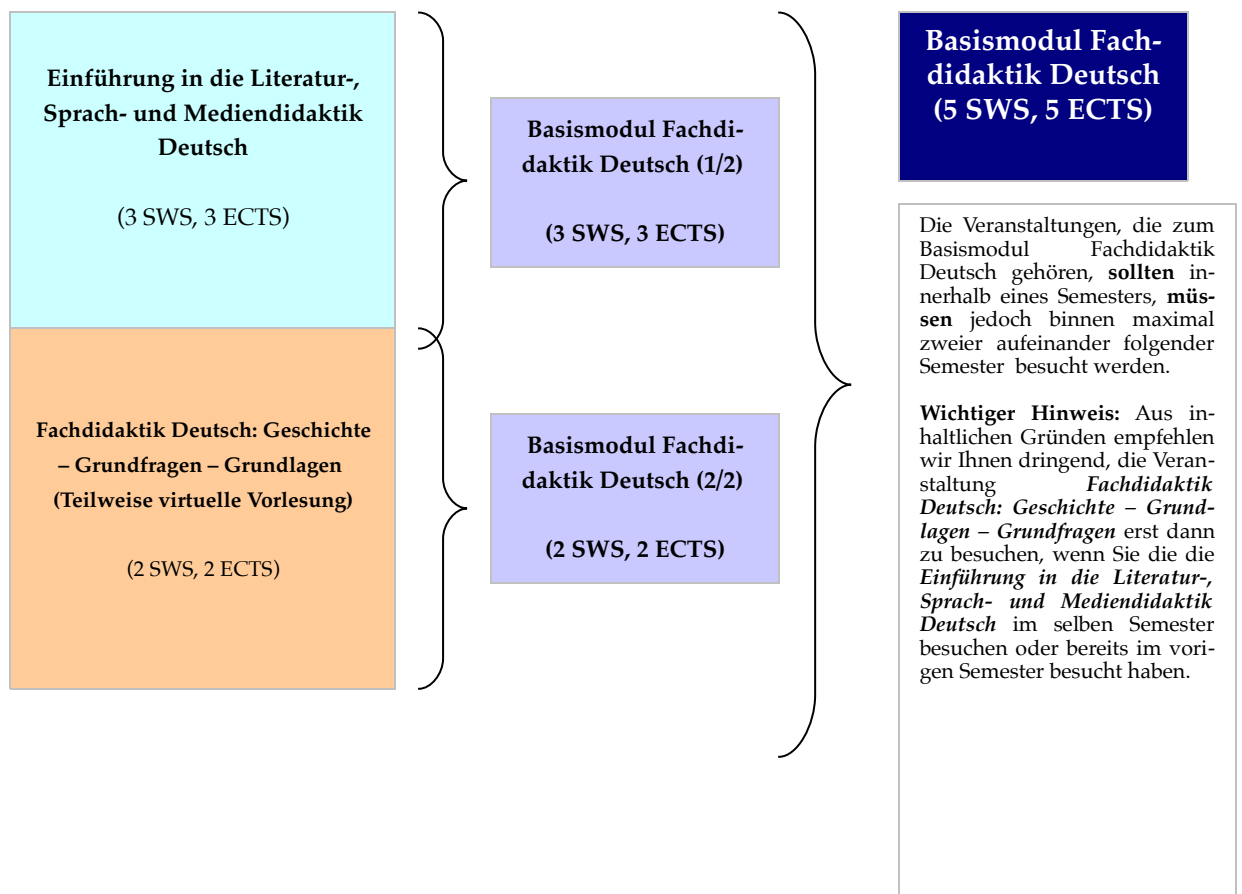 Einführung in die Literatur-,
Sprach- und Mediendidaktik
Deutsch
(3 SWS, 3 ECTS)
Fachdidaktik Deutsch: Geschichte
– Grundfragen – Grundlagen
(Teilweise virtuelle Vorlesung)
(2 SWS, 2 ECTS)
Basismodul Fachdi-
daktik Deutsch (1/2)
(3 SWS, 3 ECTS)
Basismodul Fachdi-
daktik Deutsch (2/2)
(2 SWS, 2 ECTS)
Basismodul Fach-
didaktik Deutsch
(5 SWS, 5 ECTS)
Die Veranstaltungen, die zum
Basismodul Fachdidaktik
Deutsch gehören, sollten in-
nerhalb eines Semesters, müs-
sen jedoch binnen maximal
zweier aufeinander folgender
Semester besucht werden.
Wichtiger Hinweis: Aus in-
haltlichen Gründen empfehlen
wir Ihnen dringend, die Veran-
staltung Fachdidaktik
Deutsch: Geschichte – Grund-
lagen – Grundfragen erst dann
zu besuchen, wenn Sie die die
Einführung in die Literatur-,
Sprach- und Mediendidaktik
Deutsch im selben Semester
besuchen oder bereits im vori-
gen Semester besucht haben.